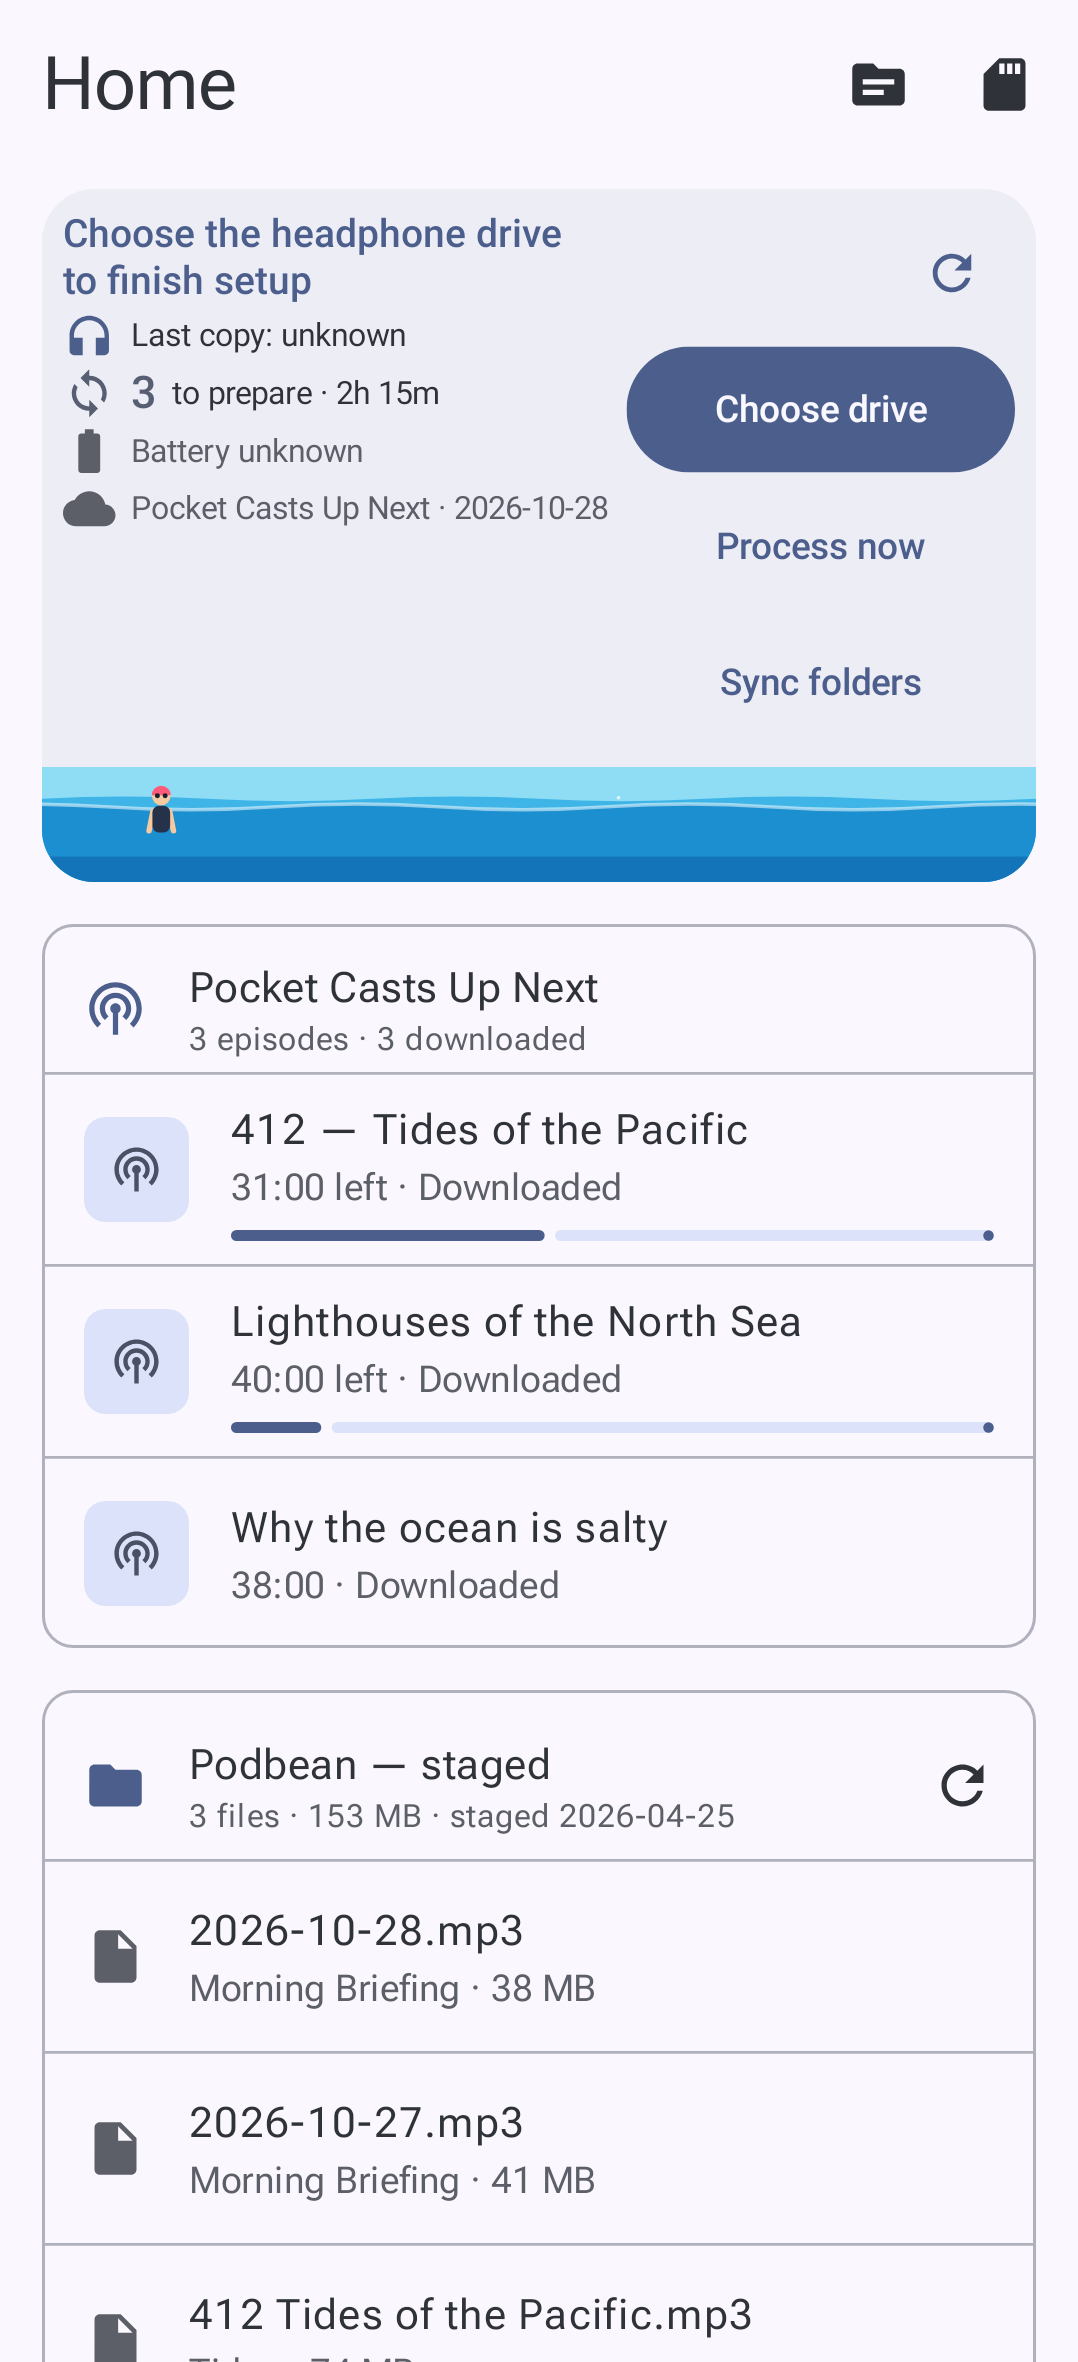 Home
Choose the headphone drive
to finish setup
Last copy: unknown
3 to prepare · 2h 15m
Battery unknown
Pocket Casts Up Next · 2026-10-28
Choose drive
Process now
Sync folders
Pocket Casts Up Next
3 episodes · 3 downloaded
412 — Tides of the Pacific
31:00 left · Downloaded
Lighthouses of the North Sea
40:00 left · Downloaded
Why the ocean is salty
38:00 · Downloaded
Podbean — staged
3 files · 153 MB · staged 2026-04-25
2026-10-28.mp3
Morning Briefing · 38 MB
2026-10-27.mp3
Morning Briefing · 41 MB
412 Tides of the Pacific.mp3